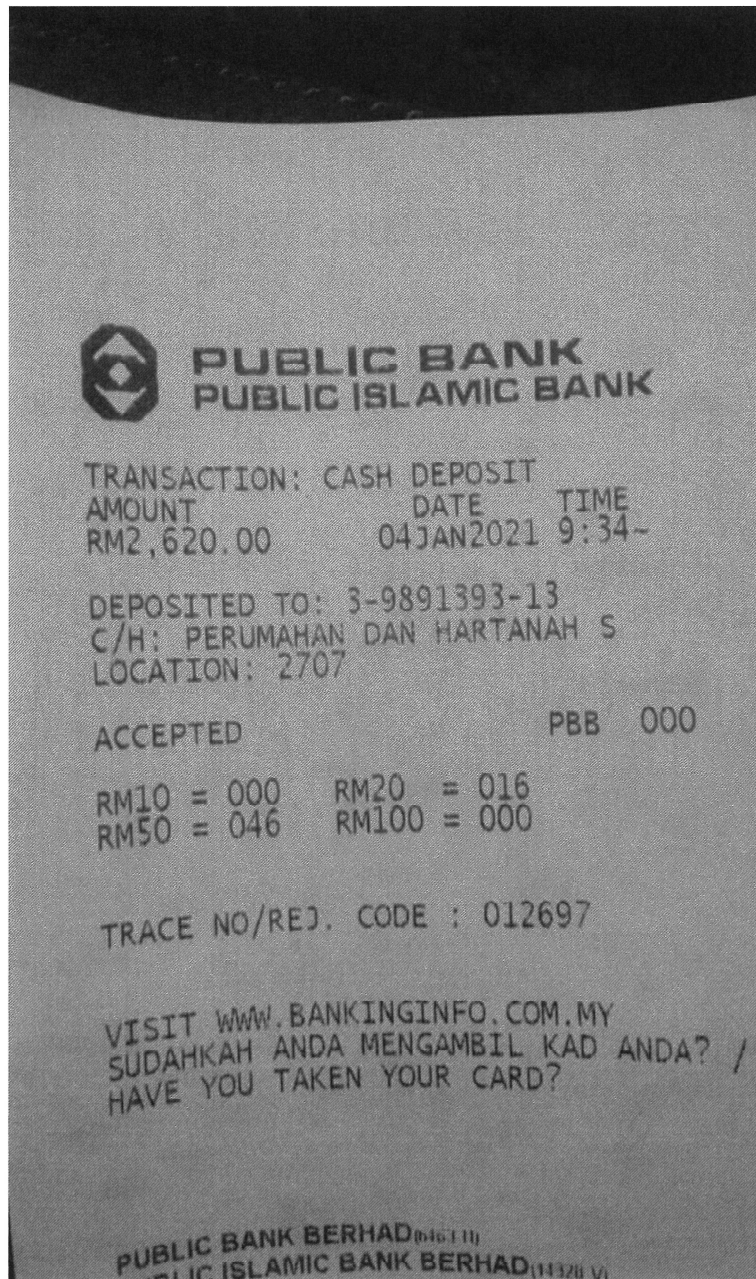 PUBLIC BANK
PUBLIC ISLAMIC BANK
TRANSACTION: CASH DEPOSIT
AMOUNT DATE TIME
RM2,620.00 04JAN2021 9:34~
DEPOSITED TO: 3-9891393-13
C/H: PERUMAHAN DAN HARTANAH S
LOCATION: 2707
ACCEPTED PBB 000
RM10 = 000 RM20 = 016
RM50 = 046 RM100 = 000
TRACE NO/REJ. CODE : 012697
VISIT WWW.BANKINGINFO.COM.MY
SUDAHKAH ANDA MENGAMBIL KAD ANDA? /
HAVE YOU TAKEN YOUR CARD?
PUBLIC BANK BERHAD
PUBLIC ISLAMIC BANK BERHAD